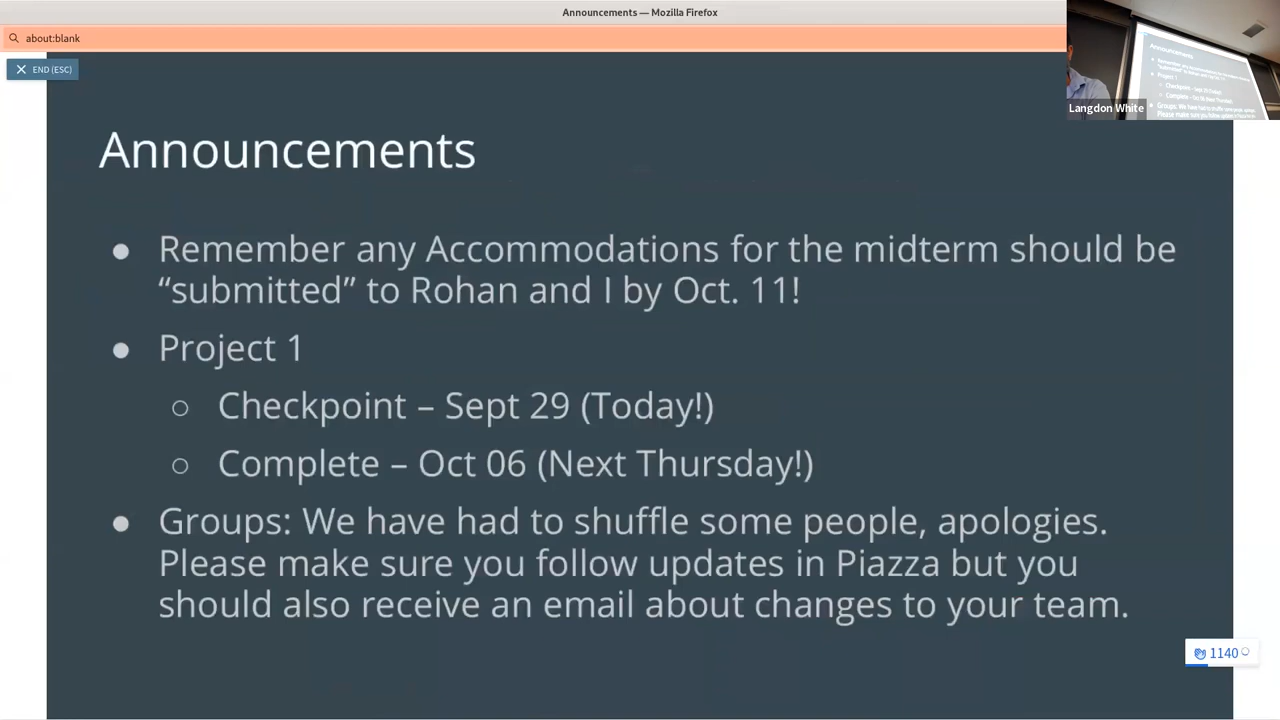 Announcements — Mozilla Firefox
about:blank
END (ESC)
Langdon White
Announcements
Remember any Accommodations for the midterm should be
“submitted” to Rohan and I by Oct. 11!
Project 1
Checkpoint – Sept 29 (Today!)
Complete – Oct 06 (Next Thursday!)
Groups: We have had to shuffle some people, apologies.
Please make sure you follow updates in Piazza but you
should also receive an email about changes to your team.
1140